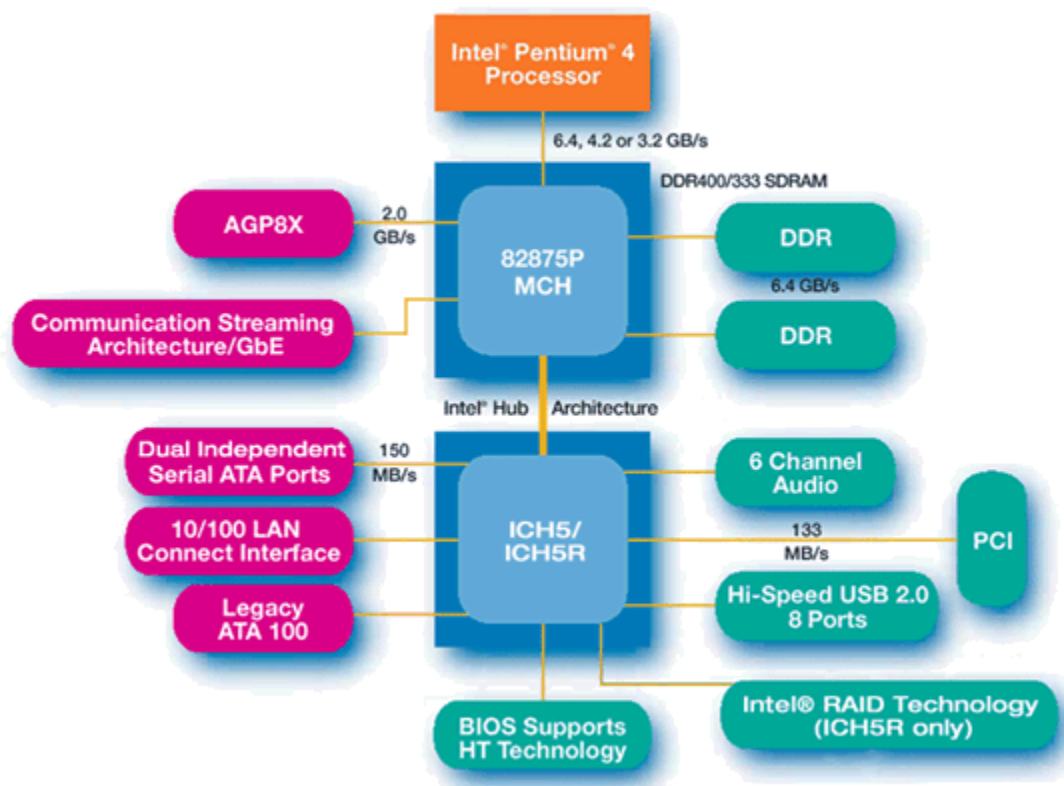 Intel® Pentium® 4
Processor
6.4, 4.2 or 3.2 GB/s
DDR400/333 SDRAM
AGP8X
2.0
GB/s
82875P
MCH
DDR
6.4 GB/s
DDR
Communication Streaming
Architecture/GbE
Intel® Hub Architecture
Dual Independent
Serial ATA Ports
150
MB/s
6 Channel
Audio
10/100 LAN
Connect Interface
ICH5/
ICH5R
133
MB/s
PCI
Legacy
ATA 100
Hi-Speed USB 2.0
8 Ports
BIOS Supports
HT Technology
Intel® RAID Technology
(ICH5R only)